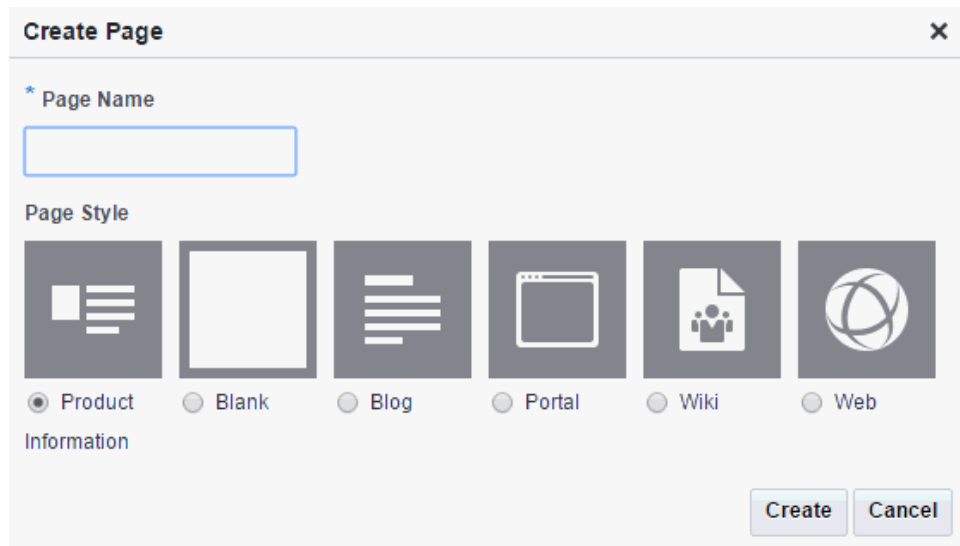 Create Page
* Page Name
Page Style
Product Blank Blog Portal Wiki Web
Information
Create Cancel